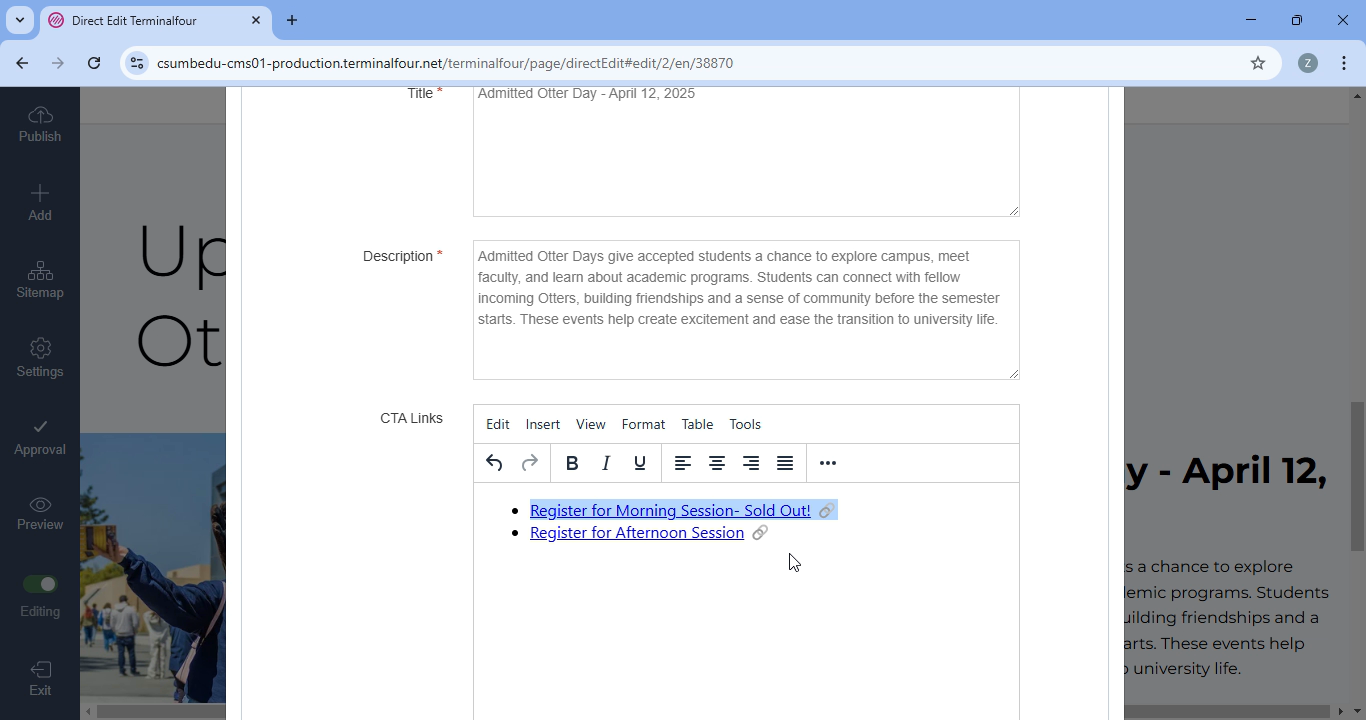 Direct Edit Terminalfour
csumbedu-cms01-production.terminalfour.net/terminalfour/page/directEdit#edit/2/en/38870
Z
Publish
Add
Sitemap
Settings
Approval
Preview
Editing
Exit
Up
Ot
Title *
Admitted Otter Day - April 12, 2025
Description *
Admitted Otter Days give accepted students a chance to explore campus, meet
faculty, and learn about academic programs. Students can connect with fellow
incoming Otters, building friendships and a sense of community before the semester
starts. These events help create excitement and ease the transition to university life.
CTA Links
Edit Insert View Format Table Tools
B I U
Register for Morning Session- Sold Out!
Register for Afternoon Session
y - April 12,
s a chance to explore
lemic programs. Students
uilding friendships and a
arts. These events help
university life.